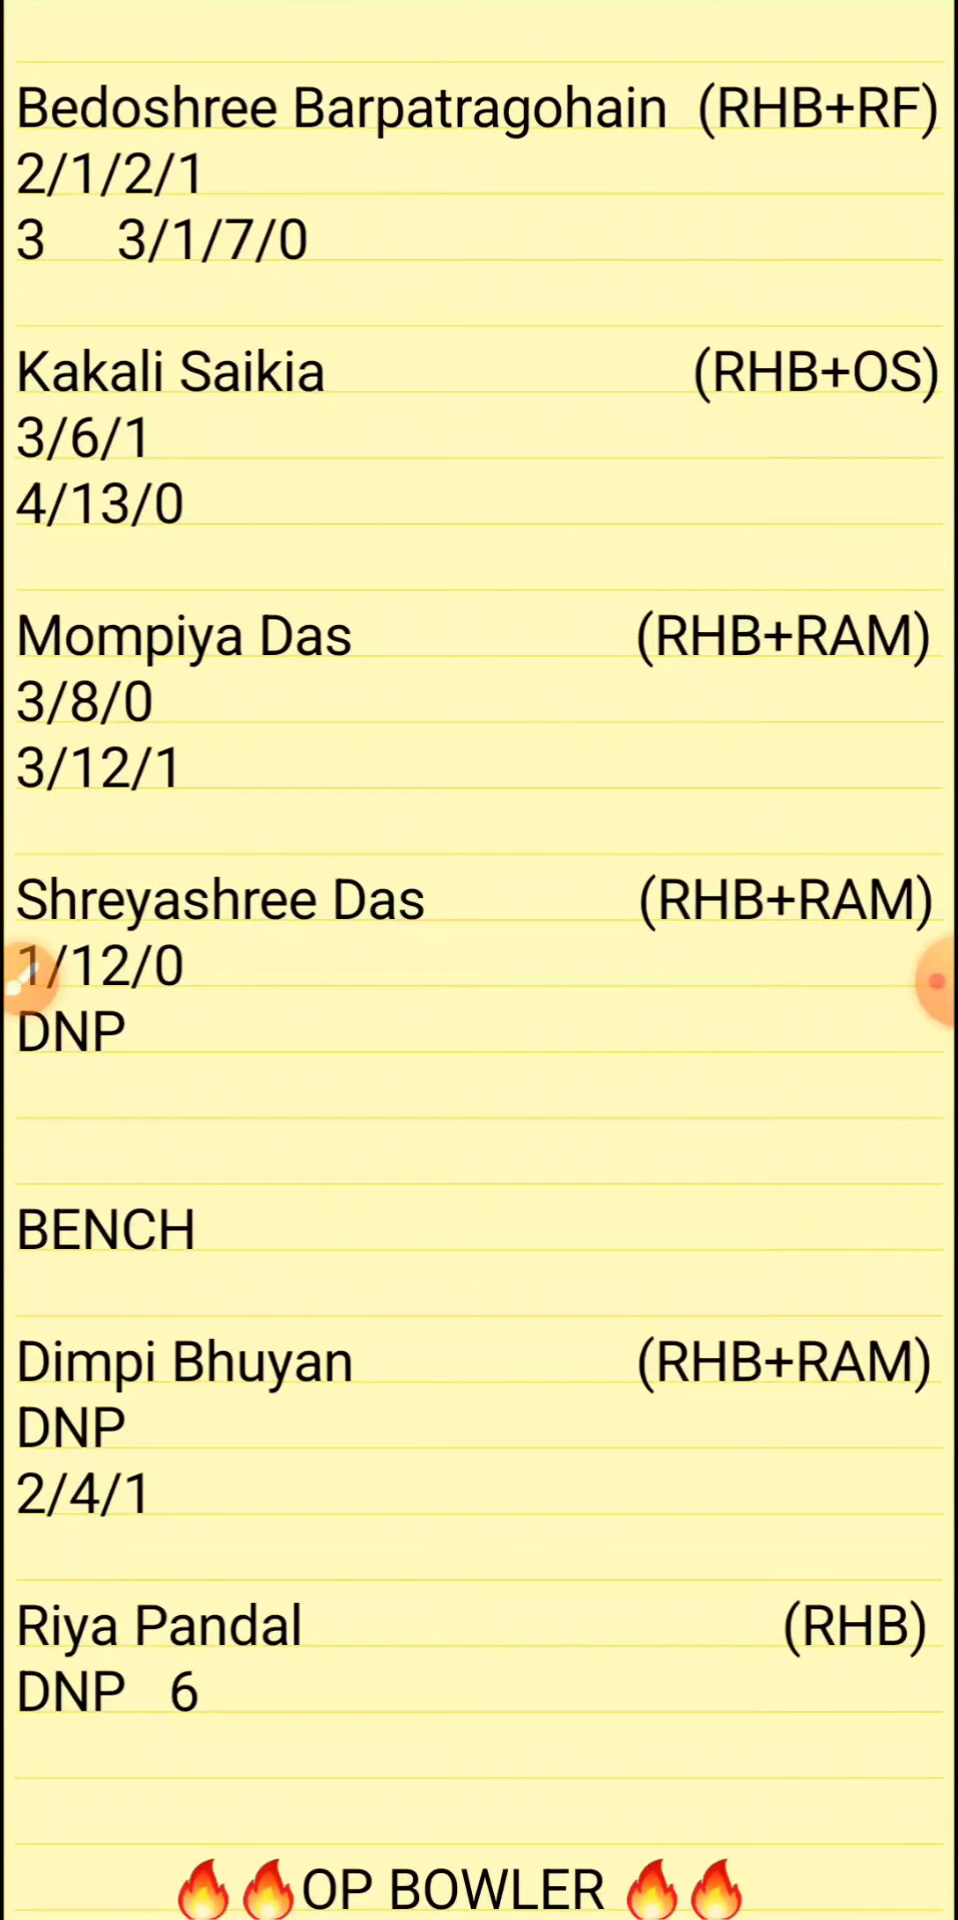 Bedoshree Barpatragohain (RHB+RF)
2/1/2/1
3 3/1/7/0
Kakali Saikia (RHB+OS)
3/6/1
4/13/0
Mompiya Das (RHB+RAM)
3/8/0
3/12/1
Shreyashree Das (RHB+RAM)
1/12/0
DNP
BENCH
Dimpi Bhuyan (RHB+RAM)
DNP
2/4/1
Riya Pandal (RHB)
DNP 6
🔥🔥OP BOWLER 🔥🔥